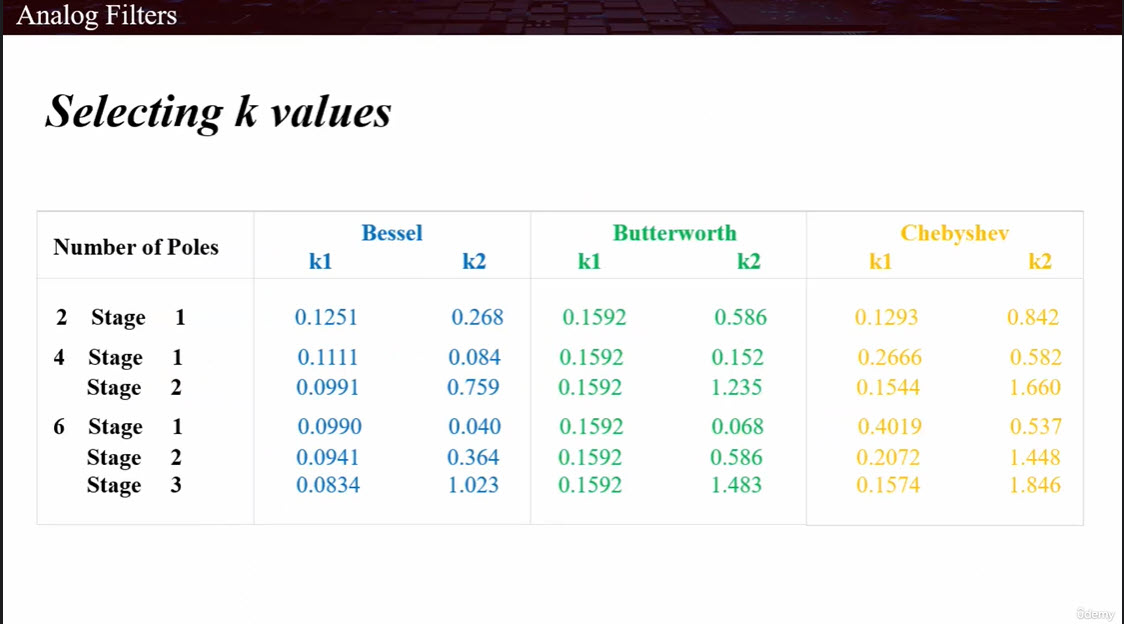 Analog Filters
Selecting k values
Number of Poles
Bessel
Butterworth
Chebyshev
k1 k2 k1 k2 k1 k2
2 Stage 1 0.1251 0.268 0.1592 0.586 0.1293 0.842
4 Stage 1 0.1111 0.084 0.1592 0.152 0.2666 0.582
Stage 2 0.0991 0.759 0.1592 1.235 0.1544 1.660
6 Stage 1 0.0990 0.040 0.1592 0.068 0.4019 0.537
Stage 2 0.0941 0.364 0.1592 0.586 0.2072 1.448
Stage 3 0.0834 1.023 0.1592 1.483 0.1574 1.846
ûdemy